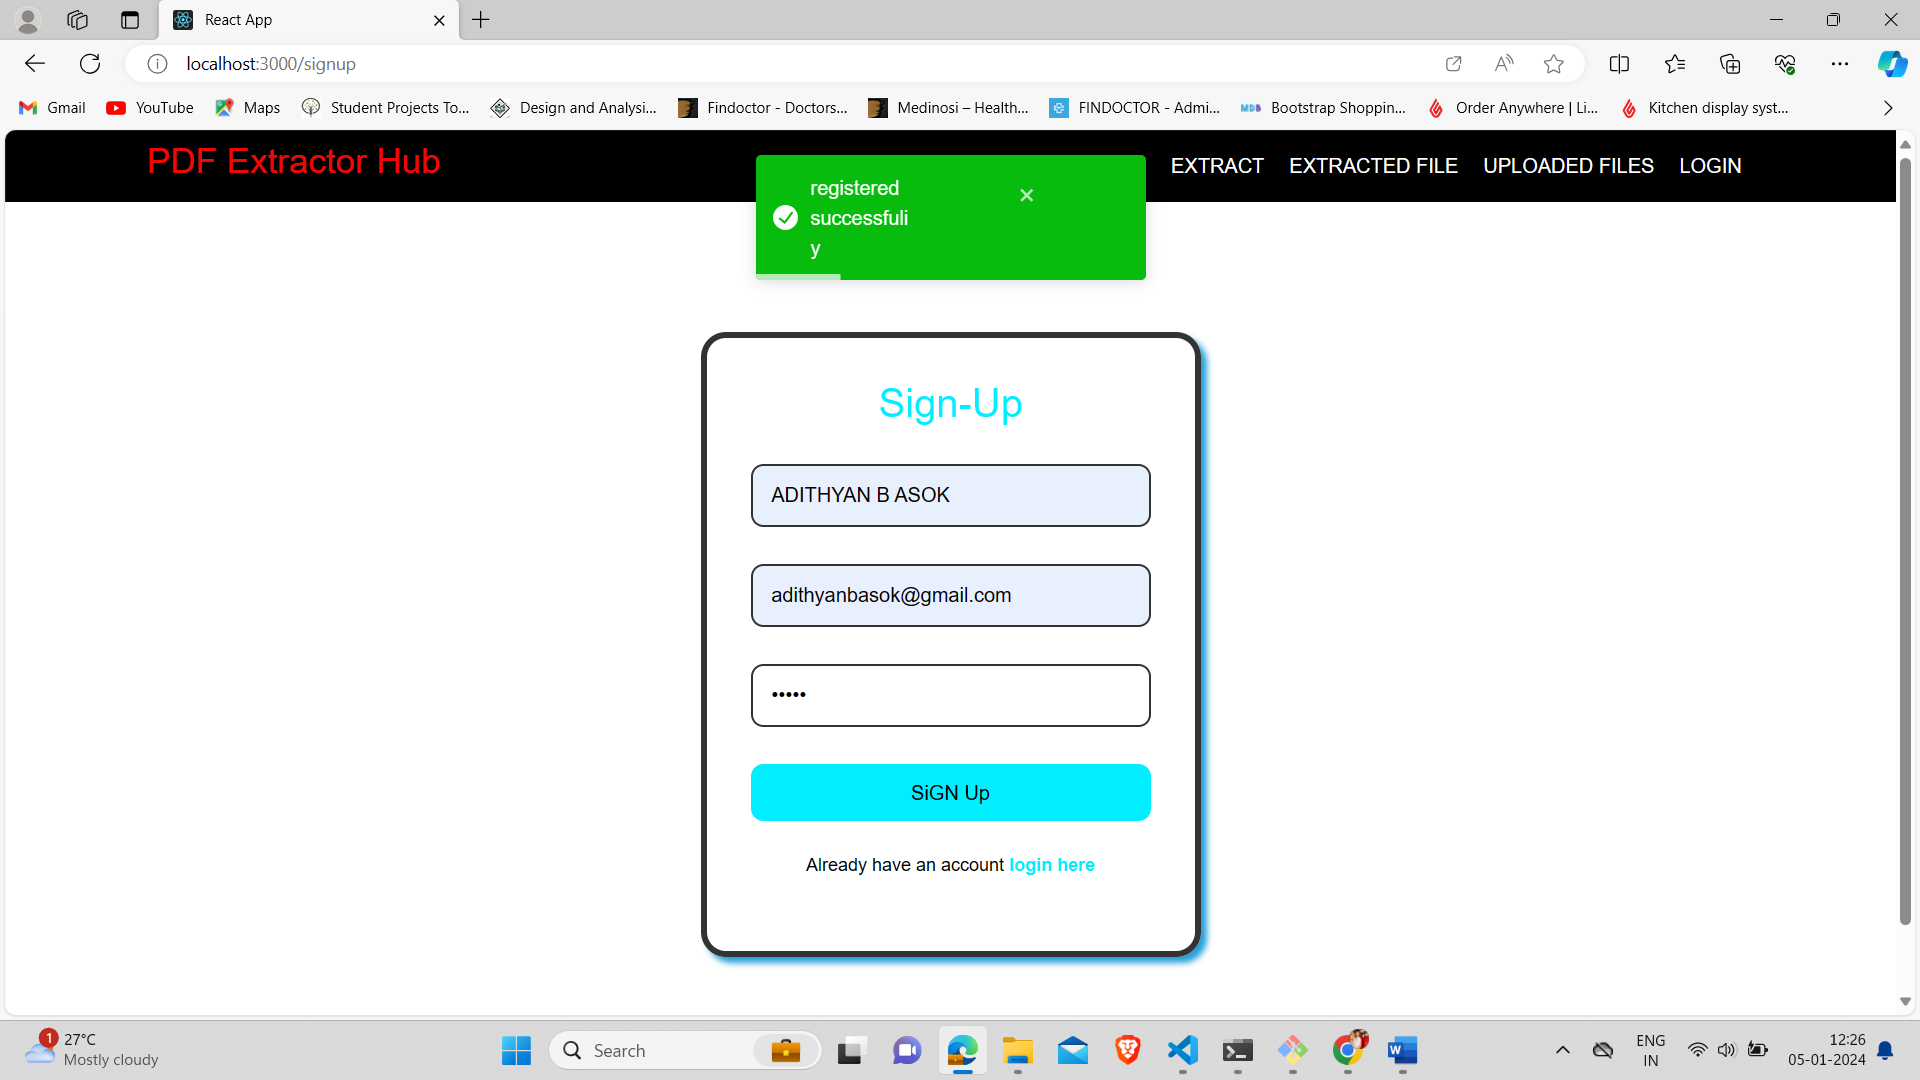 React App
localhost:3000/signup
Gmail YouTube Maps Student Projects To... Design and Analysi... Findoctor - Doctors... Medinosi – Health... FINDOCTOR - Admi... MDB Bootstrap Shoppin... Order Anywhere | Li... Kitchen display syst...
PDF Extractor Hub
EXTRACT EXTRACTED FILE UPLOADED FILES LOGIN
registered
successfuli
y
Sign-Up
ADITHYAN B ASOK
adithyanbasok@gmail.com
•••••
SiGN Up
Already have an account login here
1
27°C
Mostly cloudy
Search
ENG
IN
12:26
05-01-2024